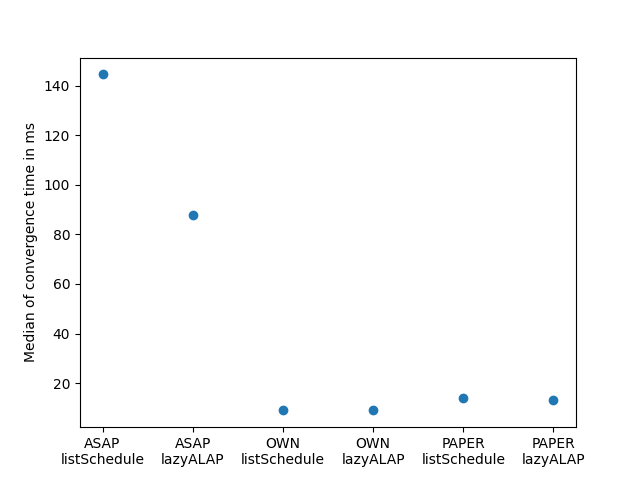 Median of convergence time in ms
140
120
100
80
60
40
20
ASAP
listSchedule
ASAP
lazyALAP
OWN
listSchedule
OWN
lazyALAP
PAPER
listSchedule
PAPER
lazyALAP